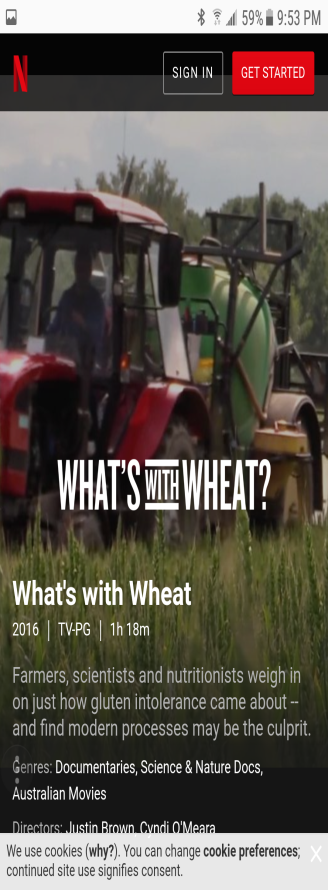 59% 9:53 PM
N
SIGN IN GET STARTED
WHAT'S WITH WHEAT?
What's with Wheat
2016 | TV-PG | 1h 18m
Farmers, scientists and nutritionists weigh in
on just how gluten intolerance came about --
and find modern processes may be the culprit.
Genres: Documentaries, Science & Nature Docs,
Australian Movies
Directors: Justin Brown, Cyndi O'Meara
We use cookies (why?). You can change cookie preferences; X
continued site use signifies consent.